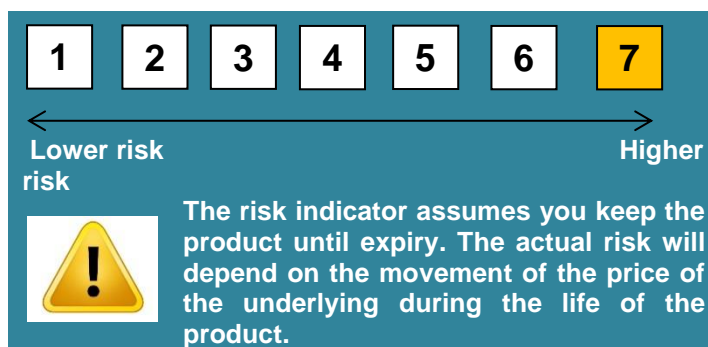 1 2 3 4 5 6 7
Lower risk Higher
risk
The risk indicator assumes you keep the
product until expiry. The actual risk will
depend on the movement of the price of
the underlying during the life of the
product.